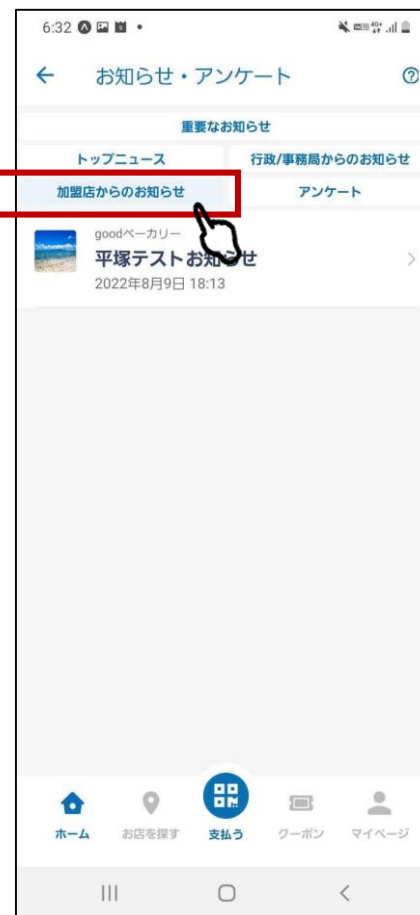 6:32
お知らせ・アンケート
重要なお知らせ
トップニュース
行政/事務局からのお知らせ
加盟店からのお知らせ
アンケート
goodベーカリー
平塚テストお知らせ
2022年8月9日 18:13
ホーム
お店を探す
支払う
クーポン
マイページ